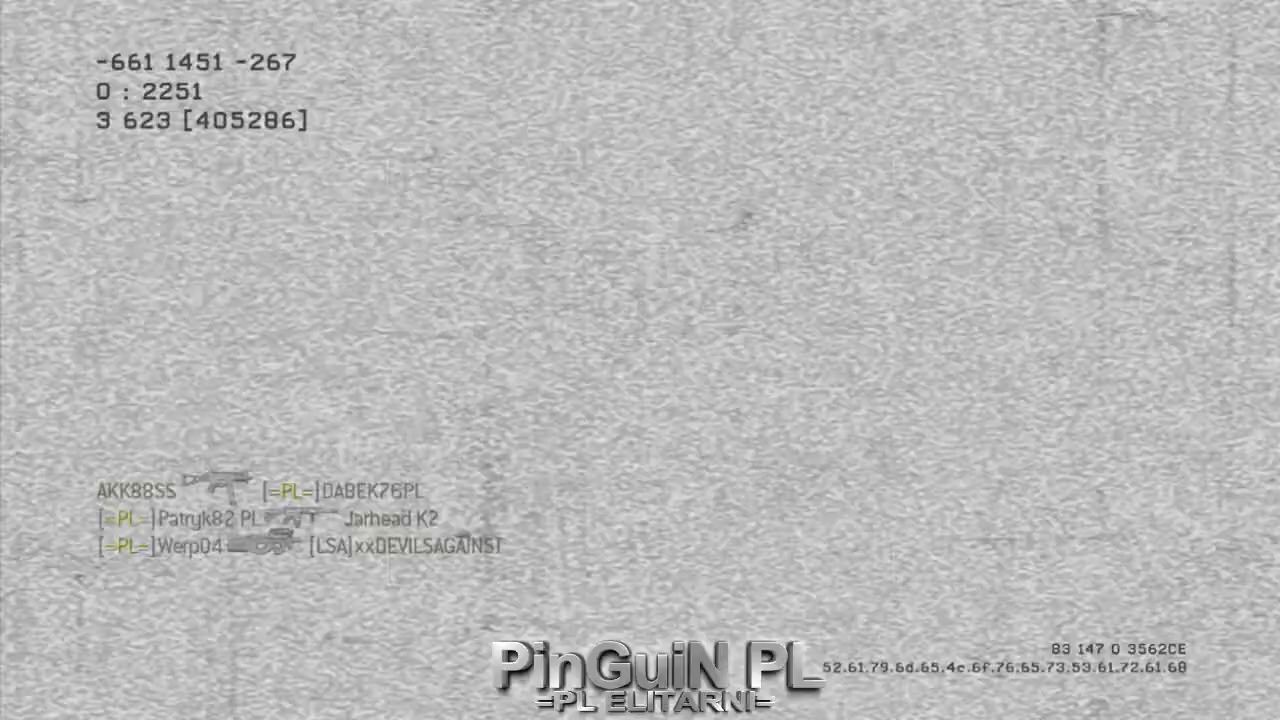 -661 1451 -267
0 : 2251
3 623 [405286]
AKK88SS [=PL=]DABEK76PL
[=PL=]Patryk82 PL Jarhead K2
[=PL=]Werp04 [LSA]xxDEVILSAGAINST
83 147 0 3562CE
52.61.79.6d.65.4c.6f.76.65.73.53.61.72.61.68
PinGuiN PL
=PL ELITARNI=